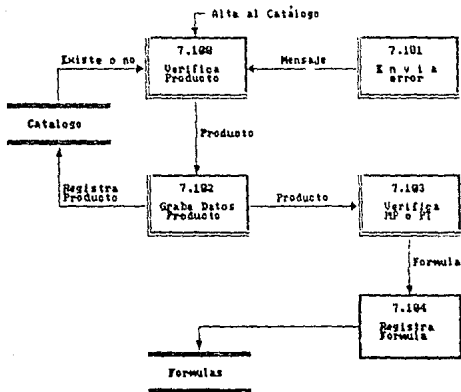 Alta al Catálogo
7.100
Verifica
Producto
Existe o no
Mensaje
7.101
E n v i a
error
Catalogo
Producto
Registra
Producto
7.102
Graba Datos
Producto
Producto
7.103
Verifica
MP o PT
Formula
7.104
Registra
Formula
Formulas